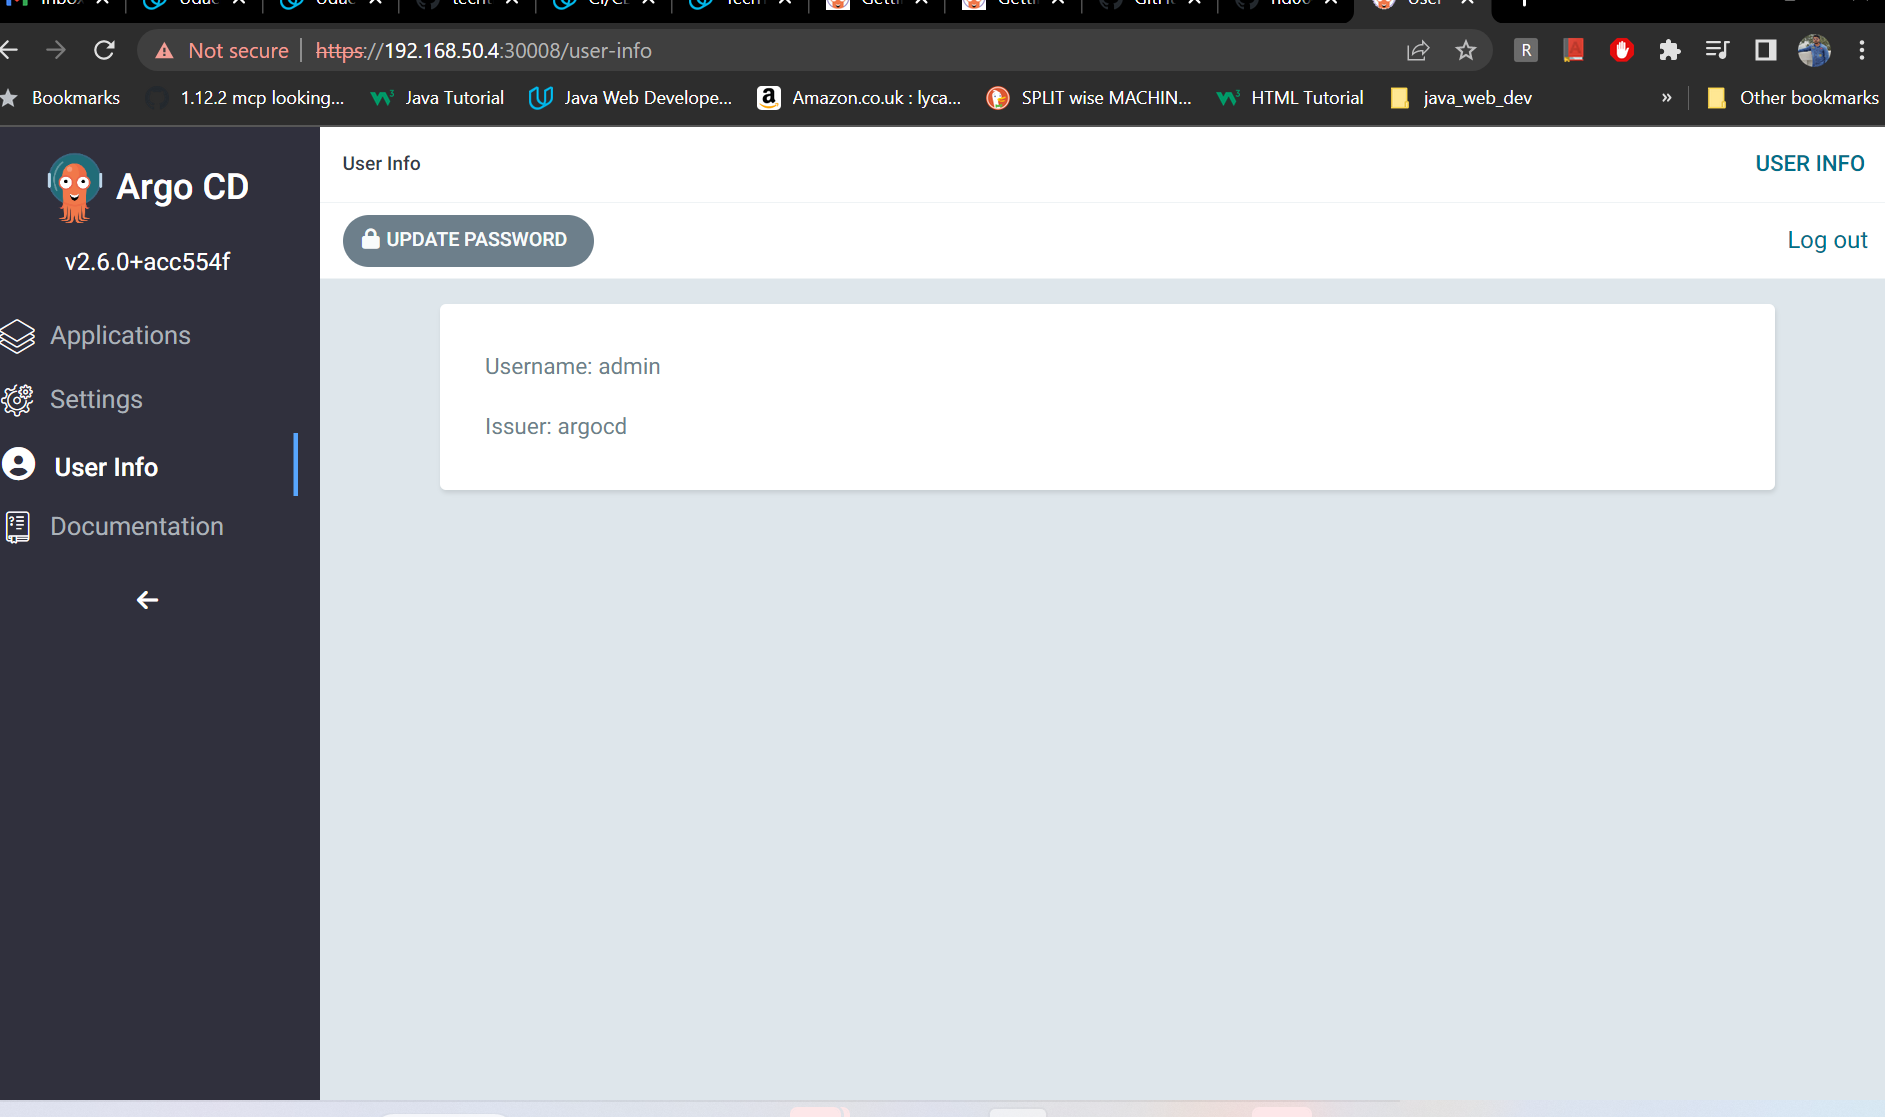 Not secure https://192.168.50.4:30008/user-info
R
Bookmarks 1.12.2 mcp looking... Java Tutorial Java Web Develope... Amazon.co.uk : lyca... SPLIT wise MACHIN... HTML Tutorial java_web_dev » Other bookmarks
Argo CD
v2.6.0+acc554f
Applications
Settings
User Info
Documentation
User Info
USER INFO
UPDATE PASSWORD
Log out
Username: admin
Issuer: argocd